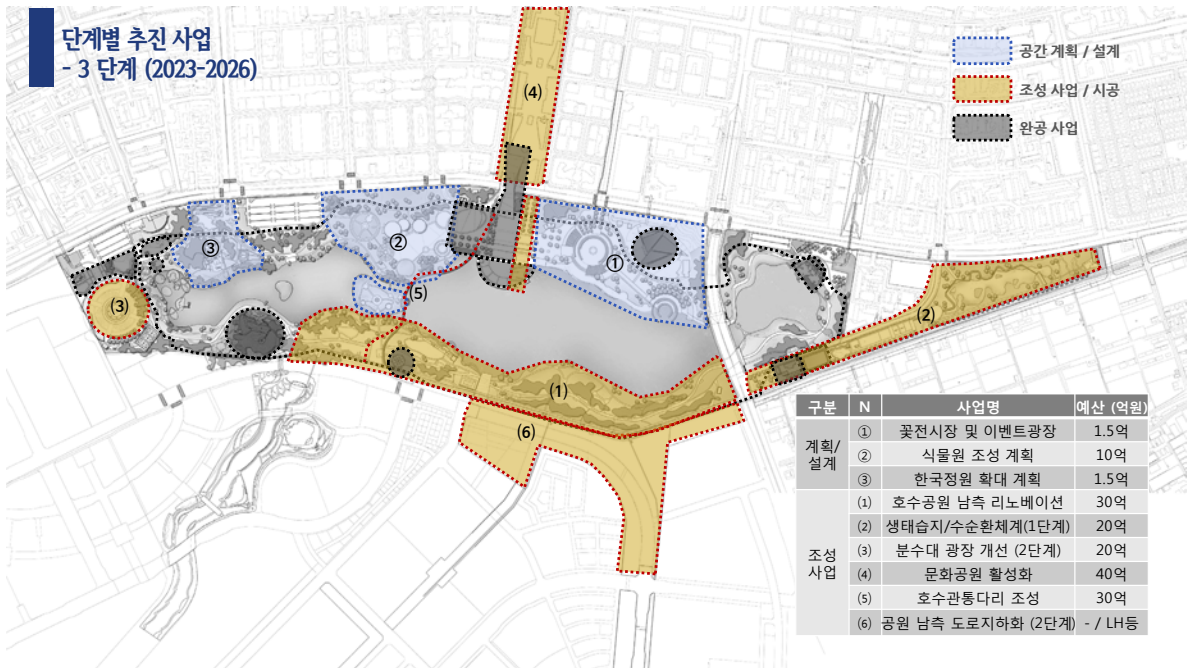 단계별 추진 사업
- 3 단계 (2023-2026)
공간 계획 / 설계
조성 사업 / 시공
완공 사업
(4)
③
②
①
(5)
(3)
(2)
(1)
(6)
구분 N 사업명 예산 (억원)
계획/설계 ① 꽃전시장 및 이벤트광장 1.5억
② 식물원 조성 계획 10억
③ 한국정원 확대 계획 1.5억
조성사업 (1) 호수공원 남측 리노베이션 30억
(2) 생태습지/수순환체계(1단계) 20억
(3) 분수대 광장 개선 (2단계) 20억
(4) 문화공원 활성화 40억
(5) 호수관통다리 조성 30억
(6) 공원 남측 도로지하화 (2단계) - / LH등